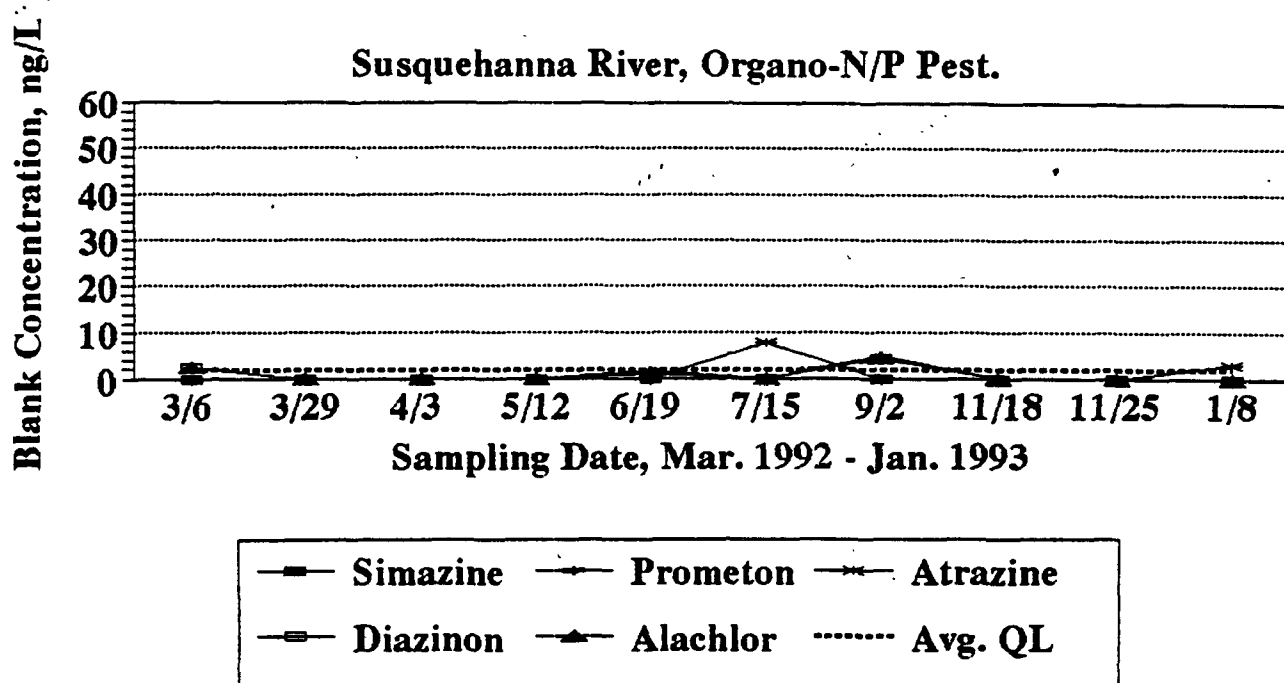 Susquehanna River, Organo-N/P Pest.
Blank Concentration, ng/L
60
50
40
30
20
10
0
3/6 3/29 4/3 5/12 6/19 7/15 9/2 11/18 11/25 1/8
Sampling Date, Mar. 1992 - Jan. 1993
Simazine Prometon Atrazine
Diazinon Alachlor Avg. QL